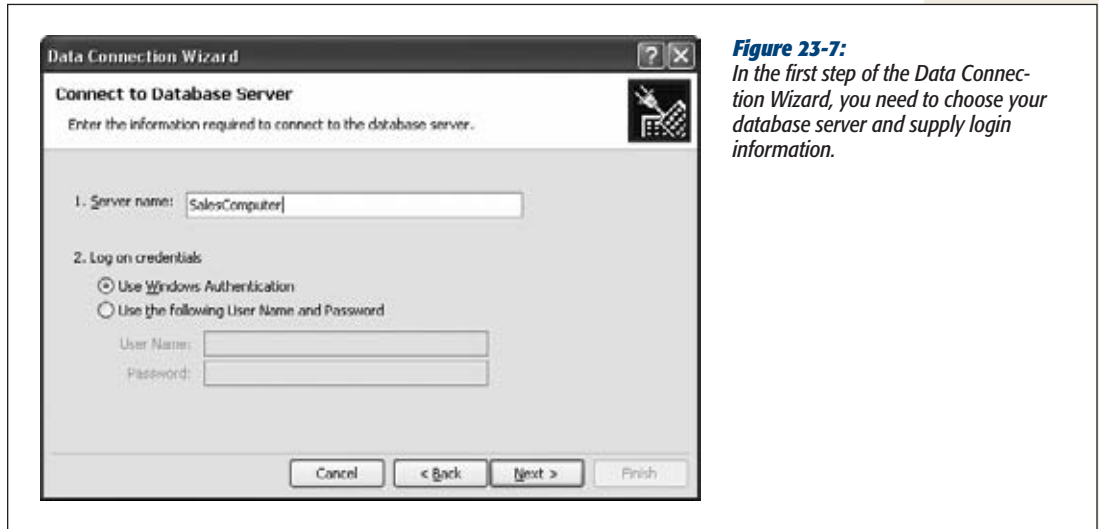 Data Connection Wizard
Connect to Database Server
Enter the information required to connect to the database server.
1. Server name: SalesComputer
2. Log on credentials
Use Windows Authentication
Use the following User Name and Password
User Name:
Password:
Cancel
< Back
Next >
Finish
Figure 23-7:
In the first step of the Data Connec-
tion Wizard, you need to choose your
database server and supply login
information.